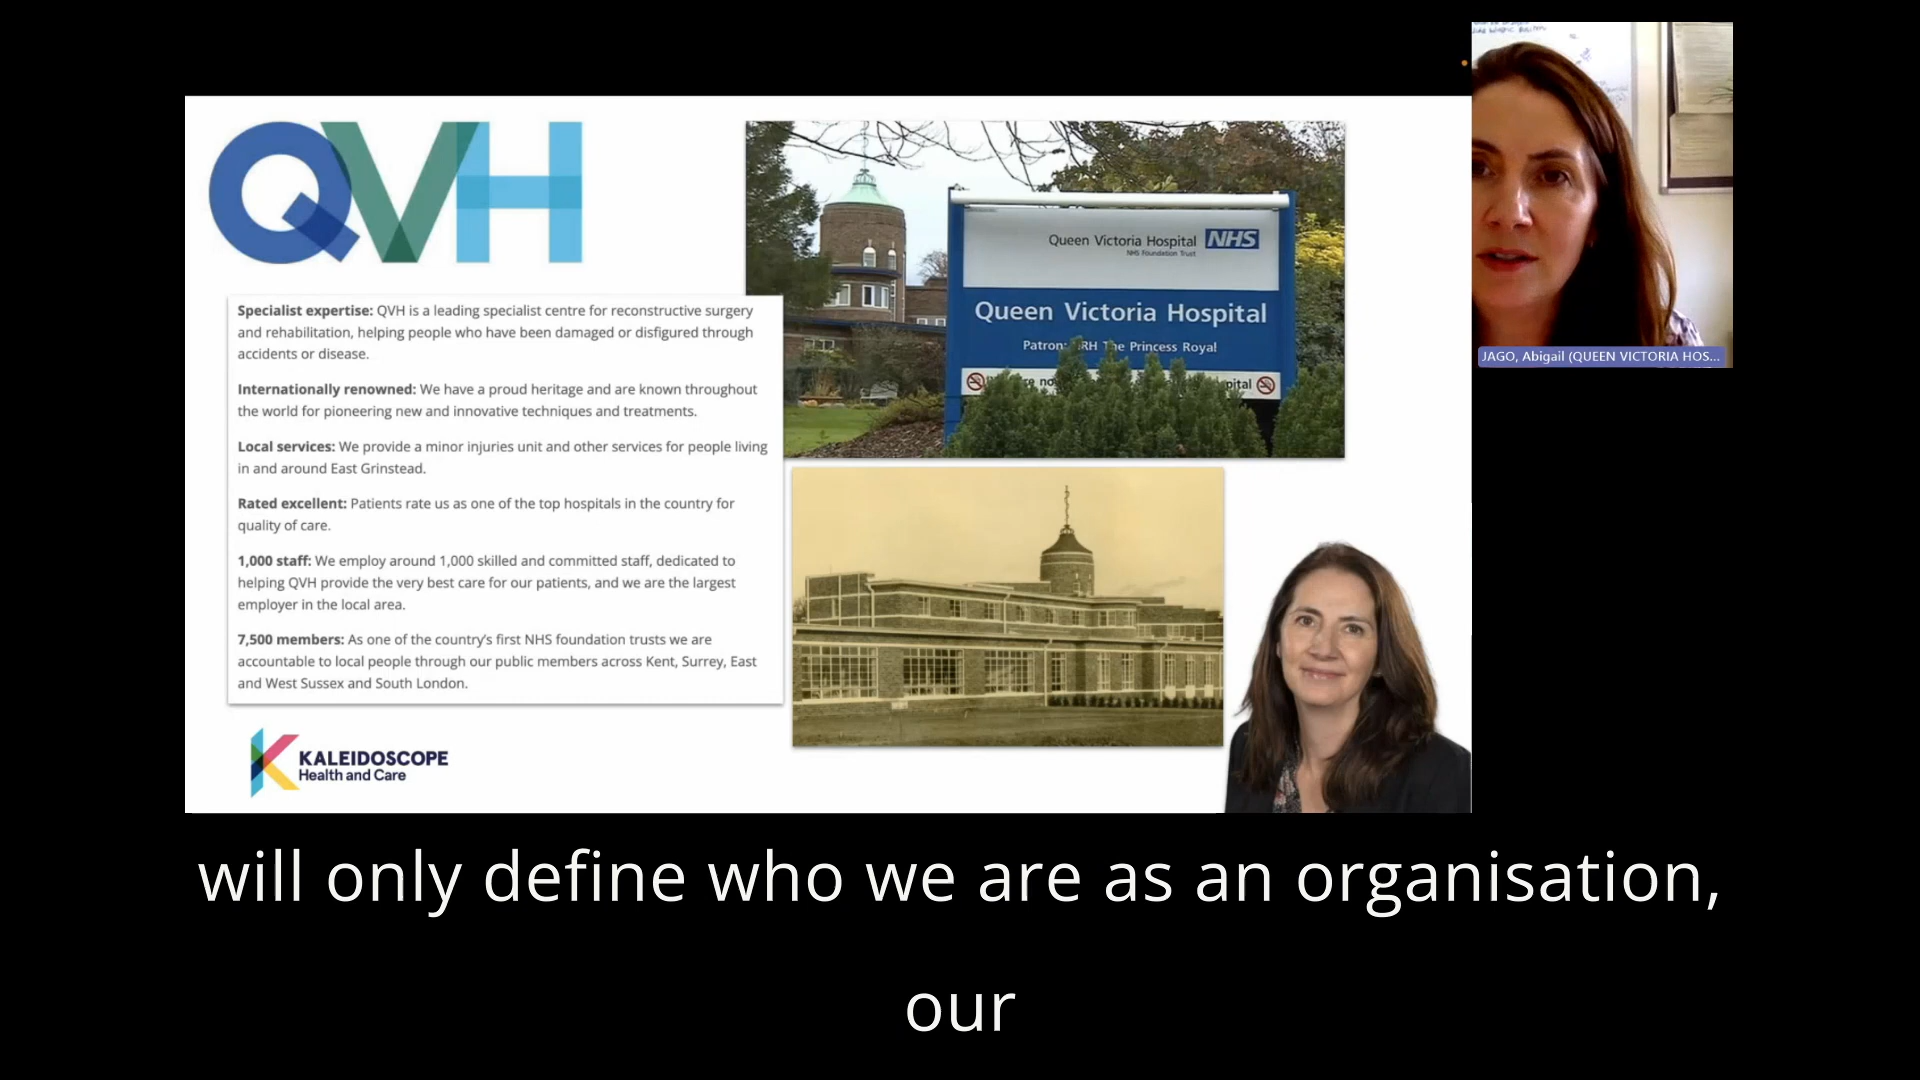 QVH
Queen Victoria Hospital NHS
NHS Foundation Trust
Queen Victoria Hospital
Patron: HRH The Princess Royal
pital
Specialist expertise: QVH is a leading specialist centre for reconstructive surgery
and rehabilitation, helping people who have been damaged or disfigured through
accidents or disease.
Internationally renowned: We have a proud heritage and are known throughout
the world for pioneering new and innovative techniques and treatments.
Local services: We provide a minor injuries unit and other services for people living
in and around East Grinstead.
Rated excellent: Patients rate us as one of the top hospitals in the country for
quality of care.
1,000 staff: We employ around 1,000 skilled and committed staff, dedicated to
helping QVH provide the very best care for our patients, and we are the largest
employer in the local area.
7,500 members: As one of the country's first NHS foundation trusts we are
accountable to local people through our public members across Kent, Surrey, East
and West Sussex and South London.
KALEIDOSCOPE
Health and Care
JAGO, Abigail (QUEEN VICTORIA HOS...
will only define who we are as an organisation,
our